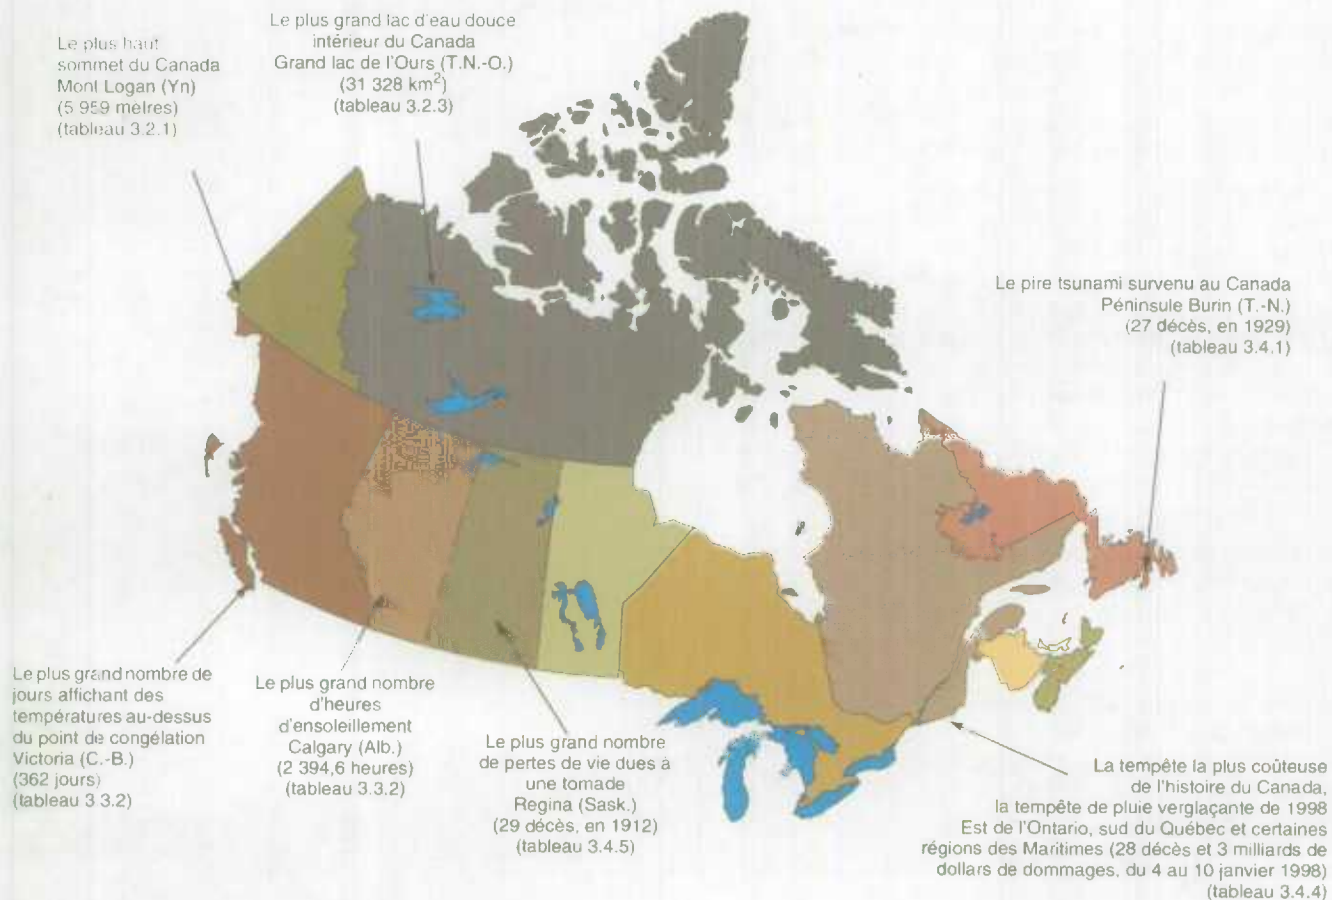 Le plus haut
sommet du Canada
Mont Logan (Yn)
(5 959 mètres)
(tableau 3.2.1)
Le plus grand lac d'eau douce
intérieur du Canada
Grand lac de l'Ours (T.N.-O.)
(31 328 km²)
(tableau 3.2.3)
Le pire tsunami survenu au Canada
Péninsule Burin (T.-N.)
(27 décès, en 1929)
(tableau 3.4.1)
Le plus grand nombre de
jours affichant des
températures au-dessus
du point de congélation
Victoria (C.-B.)
(362 jours)
(tableau 3.3.2)
Le plus grand nombre
d'heures
d'ensoleillement
Calgary (Alb.)
(2 394,6 heures)
(tableau 3.3.2)
Le plus grand nombre
de pertes de vie dues à
une tornade
Regina (Sask.)
(29 décès, en 1912)
(tableau 3.4.5)
La tempête la plus coûteuse
de l'histoire du Canada,
la tempête de pluie verglaçante de 1998
Est de l'Ontario, sud du Québec et certaines
régions des Maritimes (28 décès et 3 milliards de
dollars de dommages, du 4 au 10 janvier 1998)
(tableau 3.4.4)